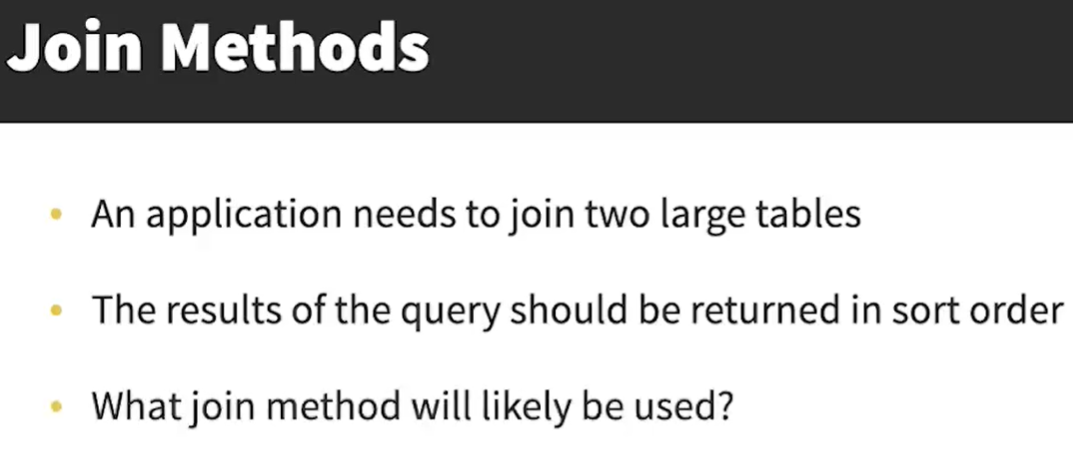 Join Methods
• An application needs to join two large tables
• The results of the query should be returned in sort order
• What join method will likely be used?